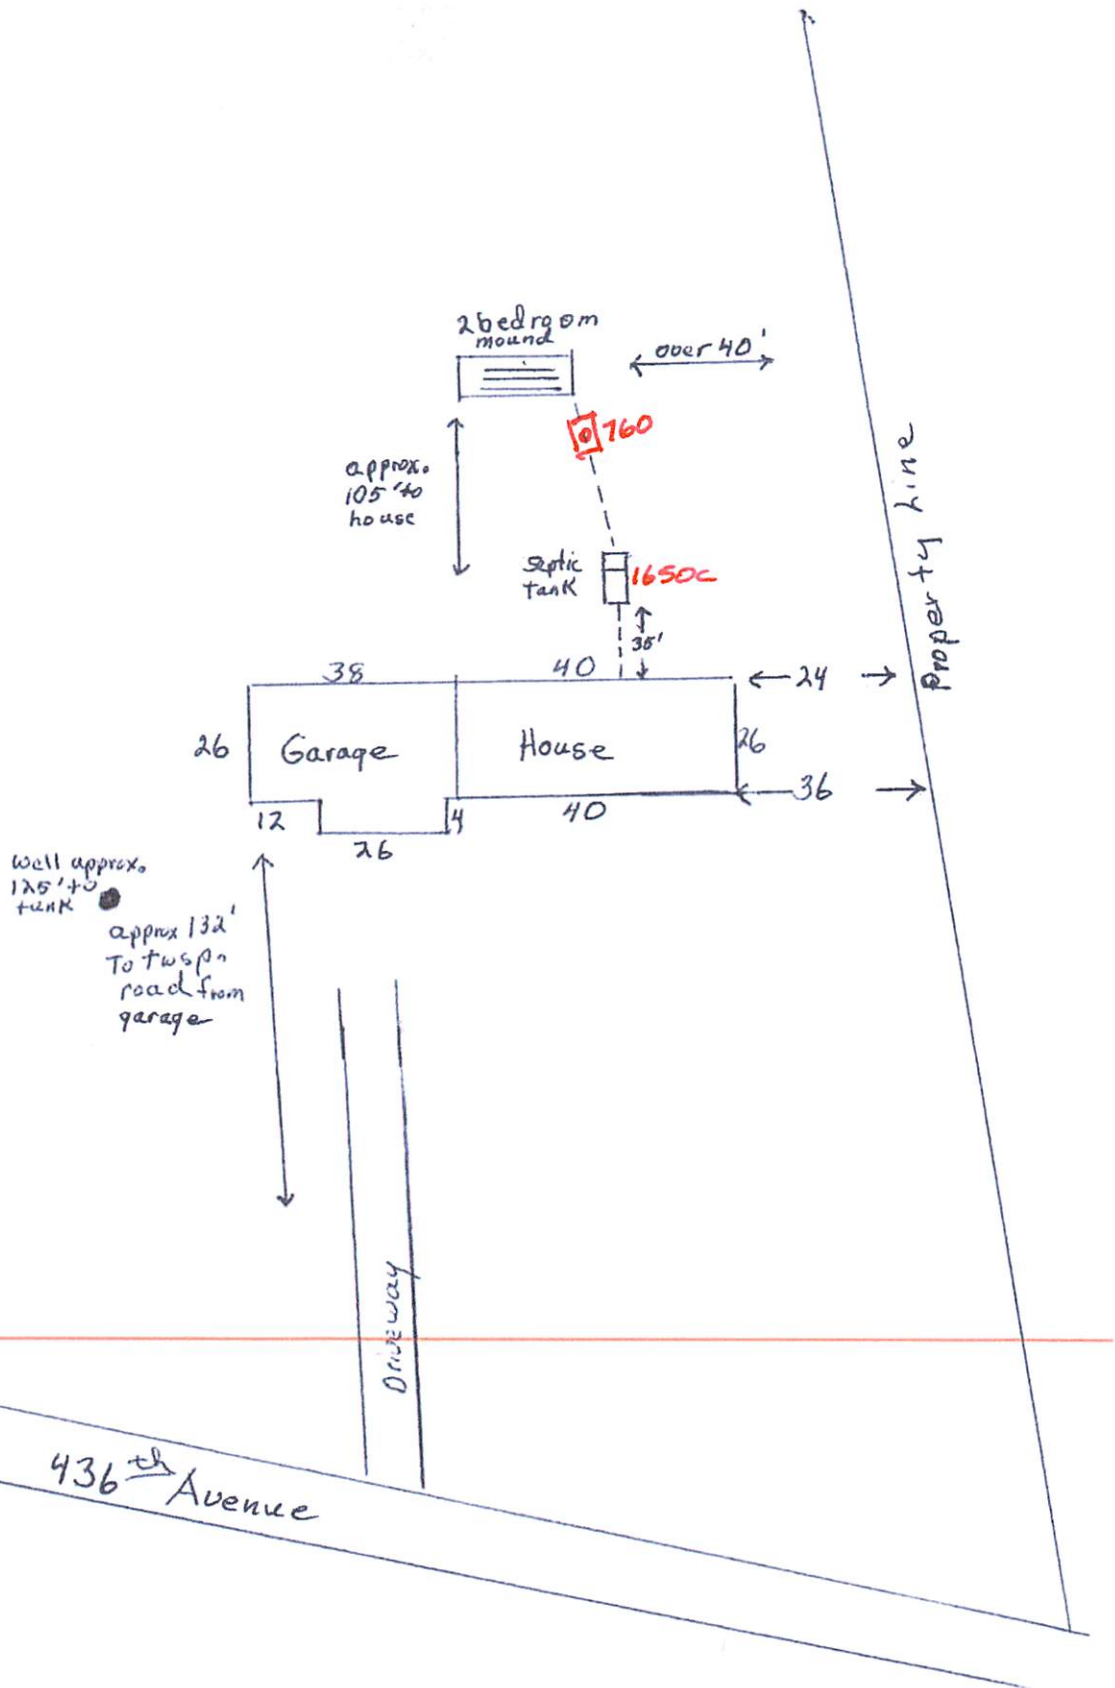 2 bedroom
mound
over 40'
760
approx.
105' to
house
septic
tank
1650c
35'
Property Line
38
40
24
26
Garage
House
26
36
12
4
40
26
well approx.
125' to
tank
approx 132'
To twsp.
road from
garage
Driveway
436th Avenue